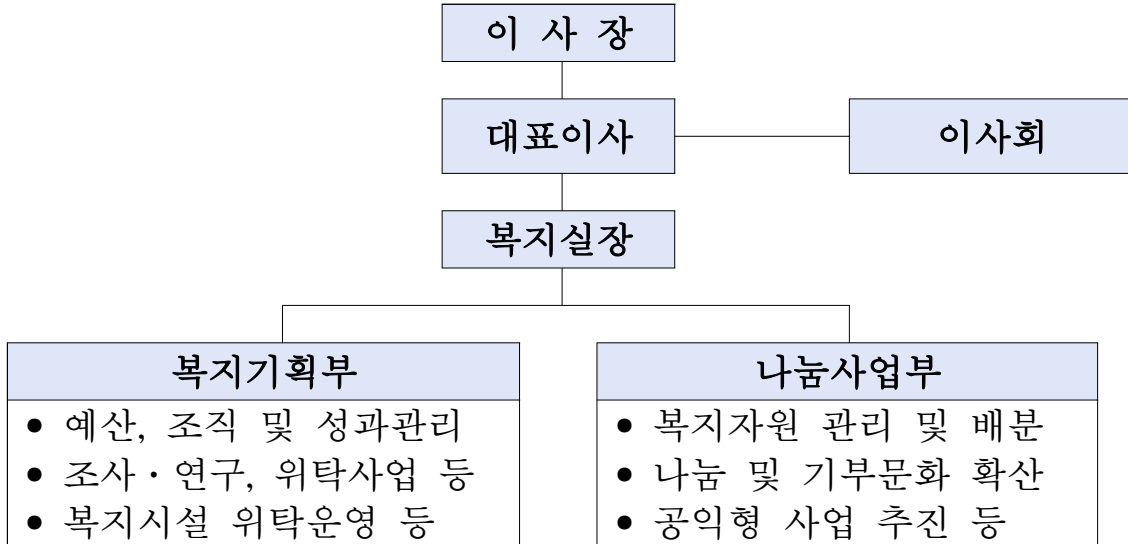 이 사 장
대표이사
이사회
복지실장
복지기획부
● 예산, 조직 및 성과관리
● 조사·연구, 위탁사업 등
● 복지시설 위탁운영 등
나눔사업부
● 복지자원 관리 및 배분
● 나눔 및 기부문화 확산
● 공익형 사업 추진 등